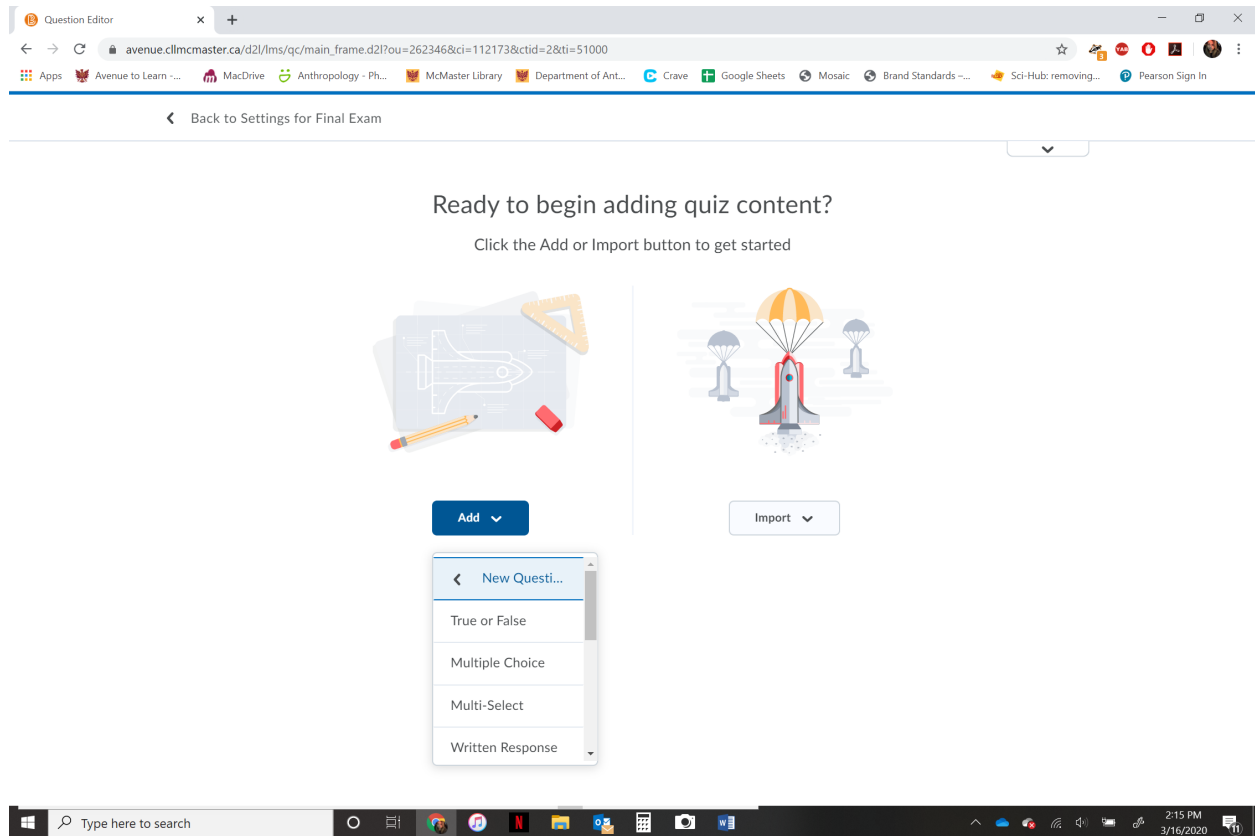 Question Editor
avenue.cllmcmaster.ca/d2l/lms/qc/main_frame.d2l?ou=262346&ci=112173&ctid=2&ti=51000
YAB
3
Apps Avenue to Learn -... MacDrive Anthropology - Ph... McMaster Library Department of Ant... Crave Google Sheets Mosaic Brand Standards –... Sci-Hub: removing... Pearson Sign In
Back to Settings for Final Exam
Ready to begin adding quiz content?
Click the Add or Import button to get started
Add
Import
New Questi...
True or False
Multiple Choice
Multi-Select
Written Response
Type here to search
2:15 PM
3/16/2020
11